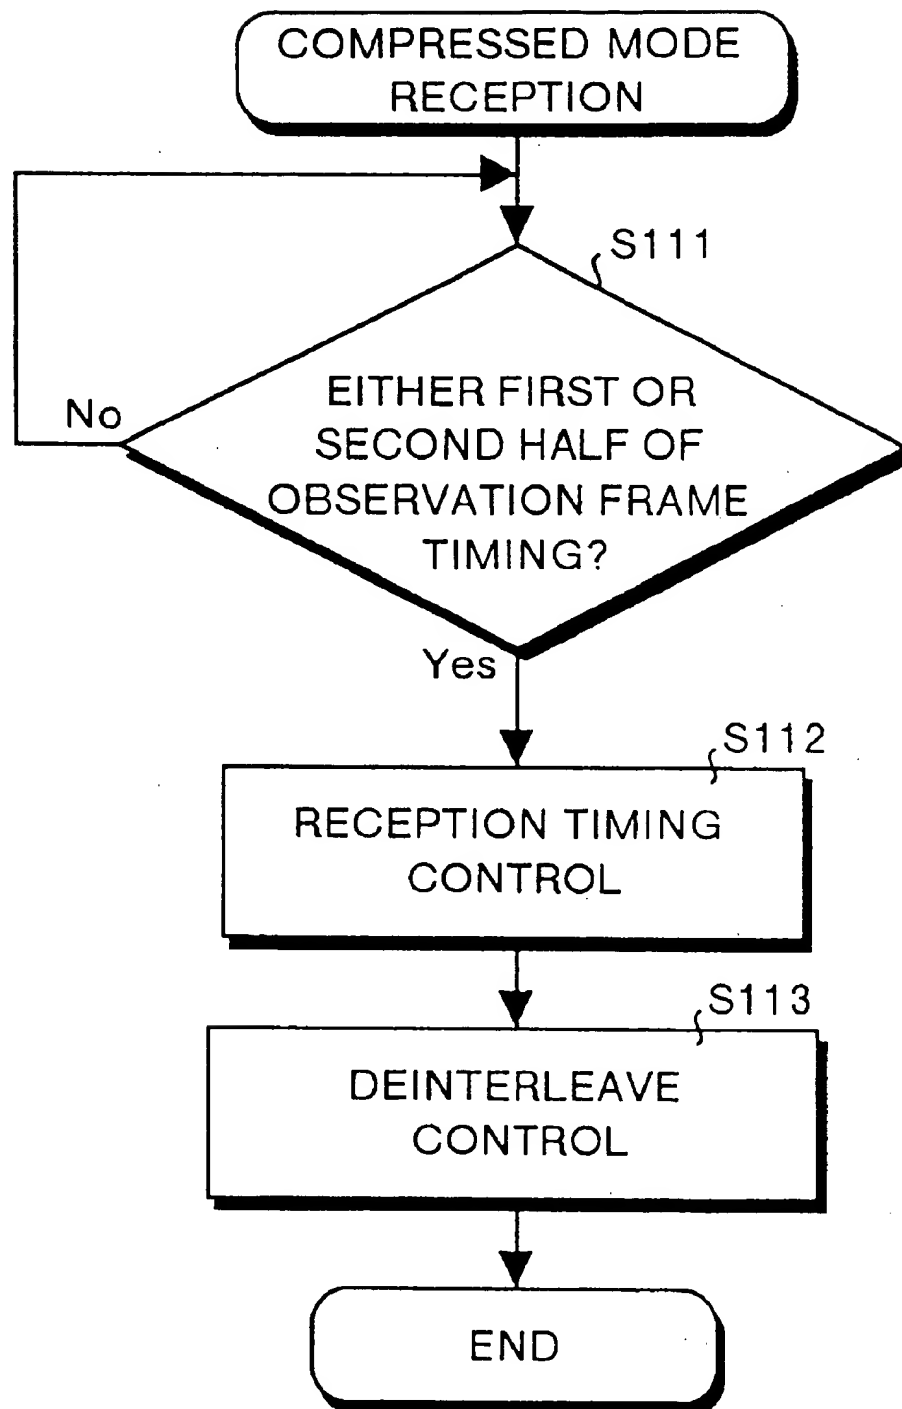 COMPRESSED MODE
RECEPTION
S111
EITHER FIRST OR
SECOND HALF OF
OBSERVATION FRAME
TIMING?
No
Yes
S112
RECEPTION TIMING
CONTROL
S113
DEINTERLEAVE
CONTROL
END